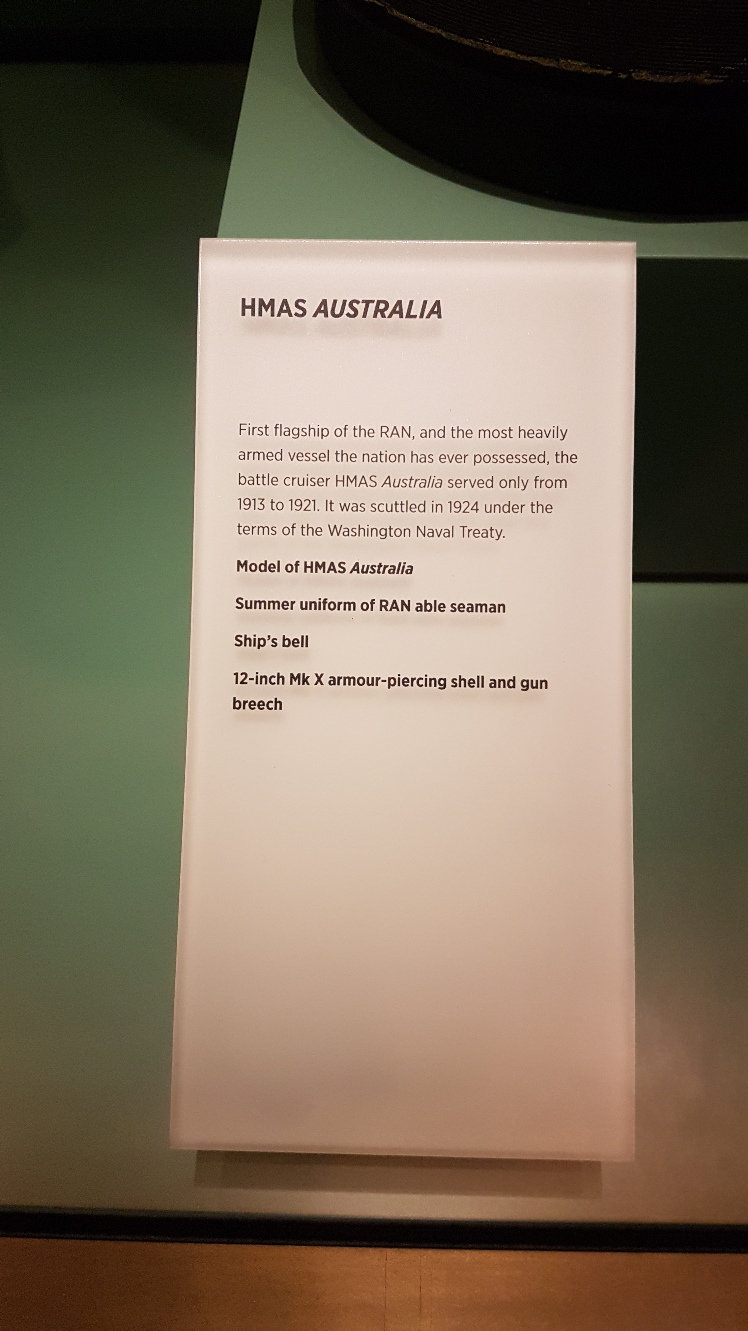 HMAS AUSTRALIA
First flagship of the RAN, and the most heavily
armed vessel the nation has ever possessed, the
battle cruiser HMAS Australia served only from
1913 to 1921. It was scuttled in 1924 under the
terms of the Washington Naval Treaty.
Model of HMAS Australia
Summer uniform of RAN able seaman
Ship’s bell
12-inch Mk X armour-piercing shell and gun
breech